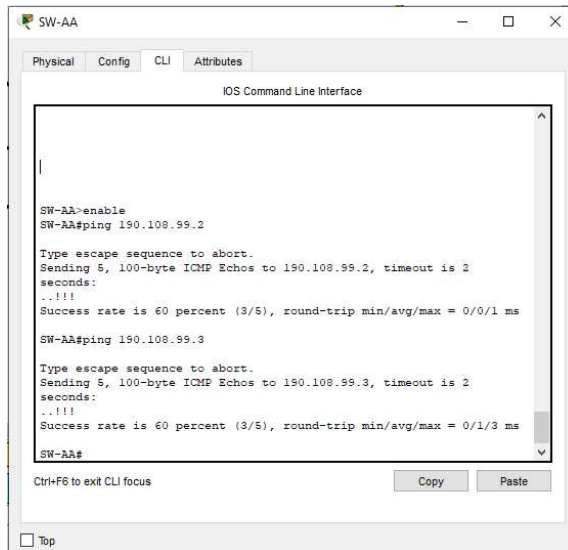 SW-AA
Physical Config CLI Attributes
IOS Command Line Interface
SW-AA>enable
SW-AA#ping 190.108.99.2
Type escape sequence to abort.
Sending 5, 100-byte ICMP Echos to 190.108.99.2, timeout is 2
seconds:
..!!!
Success rate is 60 percent (3/5), round-trip min/avg/max = 0/0/1 ms
SW-AA#ping 190.108.99.3
Type escape sequence to abort.
Sending 5, 100-byte ICMP Echos to 190.108.99.3, timeout is 2
seconds:
..!!!
Success rate is 60 percent (3/5), round-trip min/avg/max = 0/1/3 ms
SW-AA#
Ctrl+F6 to exit CLI focus Copy Paste
Top